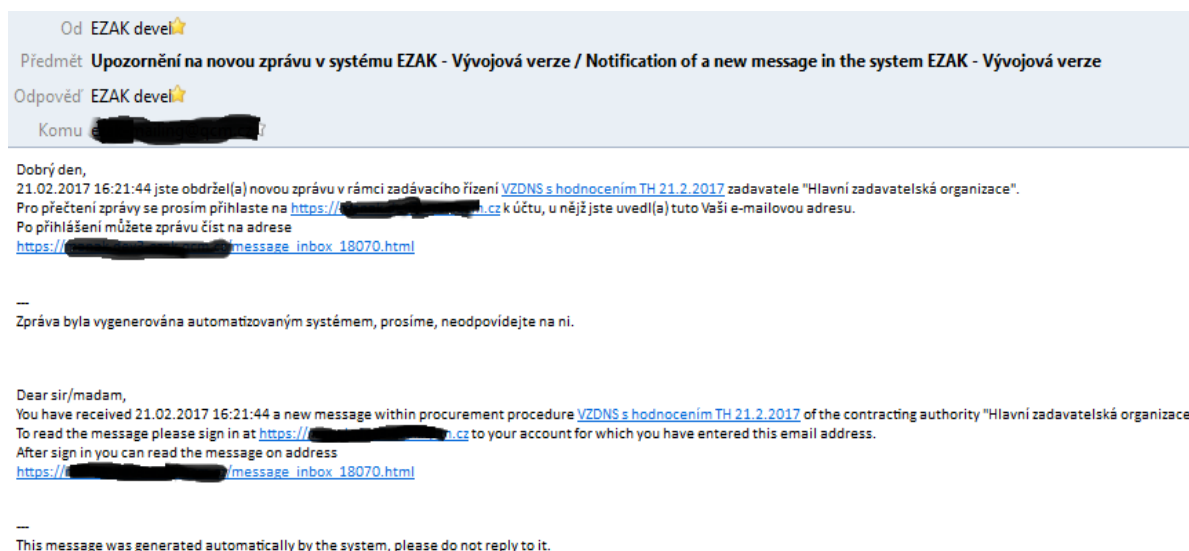 Od EZAK devel
Předmět Upozornění na novou zprávu v systému EZAK - Vývojová verze / Notification of a new message in the system EZAK - Vývojová verze
Odpověď EZAK devel
Komu
Dobrý den,
21.02.2017 16:21:44 jste obdržel(a) novou zprávu v rámci zadávacího řízení VZDNS s hodnocením TH 21.2.2017 zadavatele "Hlavní zadavatelská organizace".
Pro přečtení zprávy se prosím přihlaste na https:// .cz k účtu, u nějž jste uvedl(a) tuto Vaši e-mailovou adresu.
Po přihlášení můžete zprávu číst na adrese
https:// /message_inbox_18070.html
---
Zpráva byla vygenerována automatizovaným systémem, prosíme, neodpovídejte na ni.
Dear sir/madam,
You have received 21.02.2017 16:21:44 a new message within procurement procedure VZDNS s hodnocením TH 21.2.2017 of the contracting authority "Hlavní zadavatelská organizace
To read the message please sign in at https:// .cz to your account for which you have entered this email address.
After sign in you can read the message on address
https:// /message_inbox_18070.html
---
This message was generated automatically by the system, please do not reply to it.